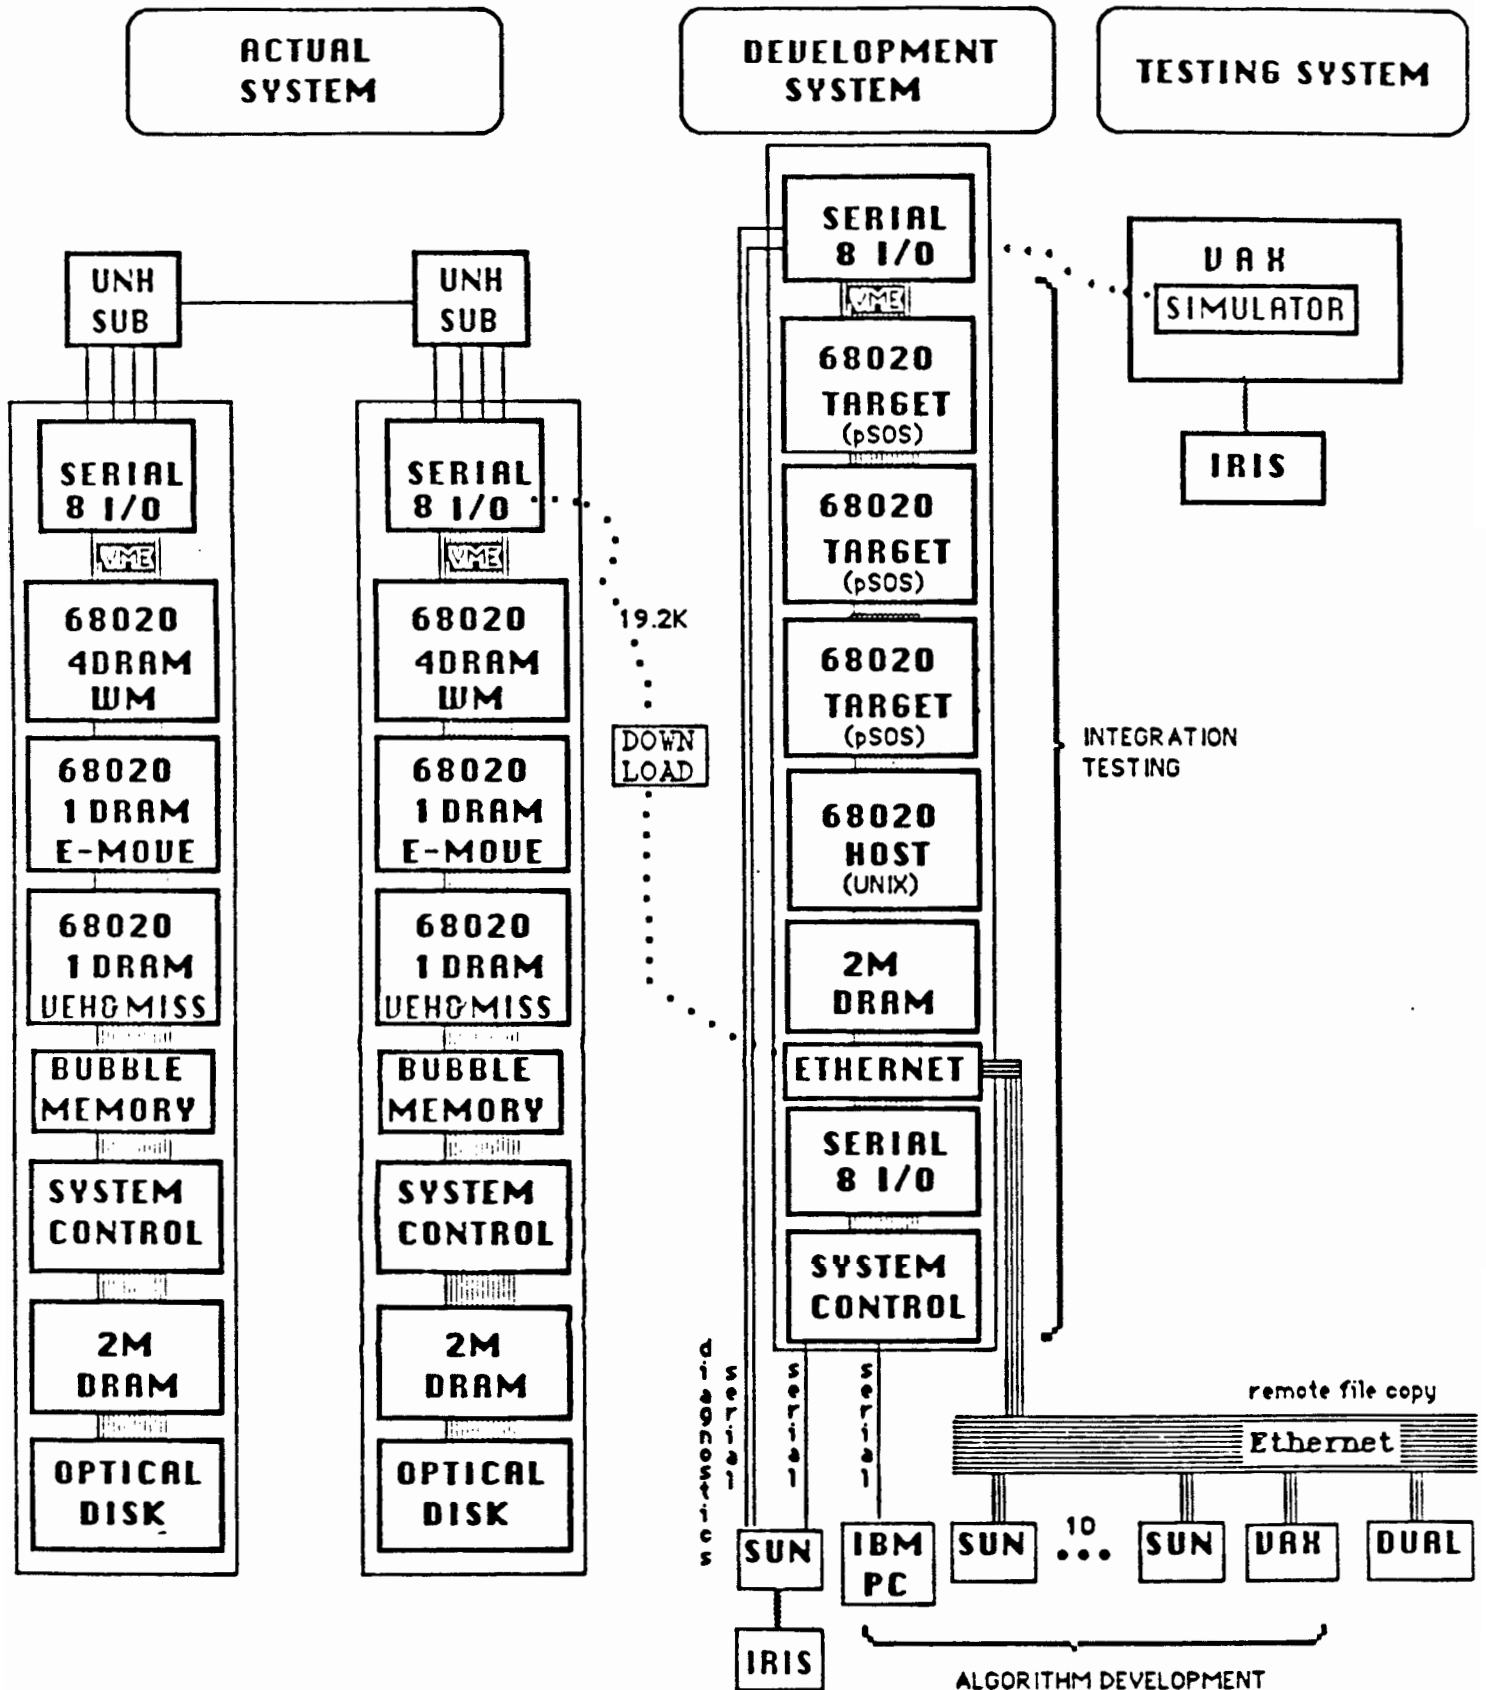 ACTUAL
SYSTEM
DEVELOPMENT
SYSTEM
TESTING SYSTEM
UNH
SUB
SERIAL
8 I/O
VME
68020
4DRAM
WM
68020
1 DRAM
E-MOVE
68020
1 DRAM
VEH&MISS
BUBBLE
MEMORY
SYSTEM
CONTROL
2M
DRAM
OPTICAL
DISK
UNH
SUB
SERIAL
8 I/O
VME
68020
4DRAM
WM
68020
1 DRAM
E-MOVE
68020
1 DRAM
VEH&MISS
BUBBLE
MEMORY
SYSTEM
CONTROL
2M
DRAM
OPTICAL
DISK
19.2K
DOWN
LOAD
SERIAL
8 I/O
VME
68020
TARGET
(pSOS)
68020
TARGET
(pSOS)
68020
TARGET
(pSOS)
68020
HOST
(UNIX)
2M
DRAM
ETHERNET
SERIAL
8 I/O
SYSTEM
CONTROL
VAX
SIMULATOR
IRIS
INTEGRATION
TESTING
diagnostics
serial
serial
serial
remote file copy
Ethernet
SUN
IBM
PC
SUN
10
SUN
VAX
DUAL
IRIS
ALGORITHM DEVELOPMENT